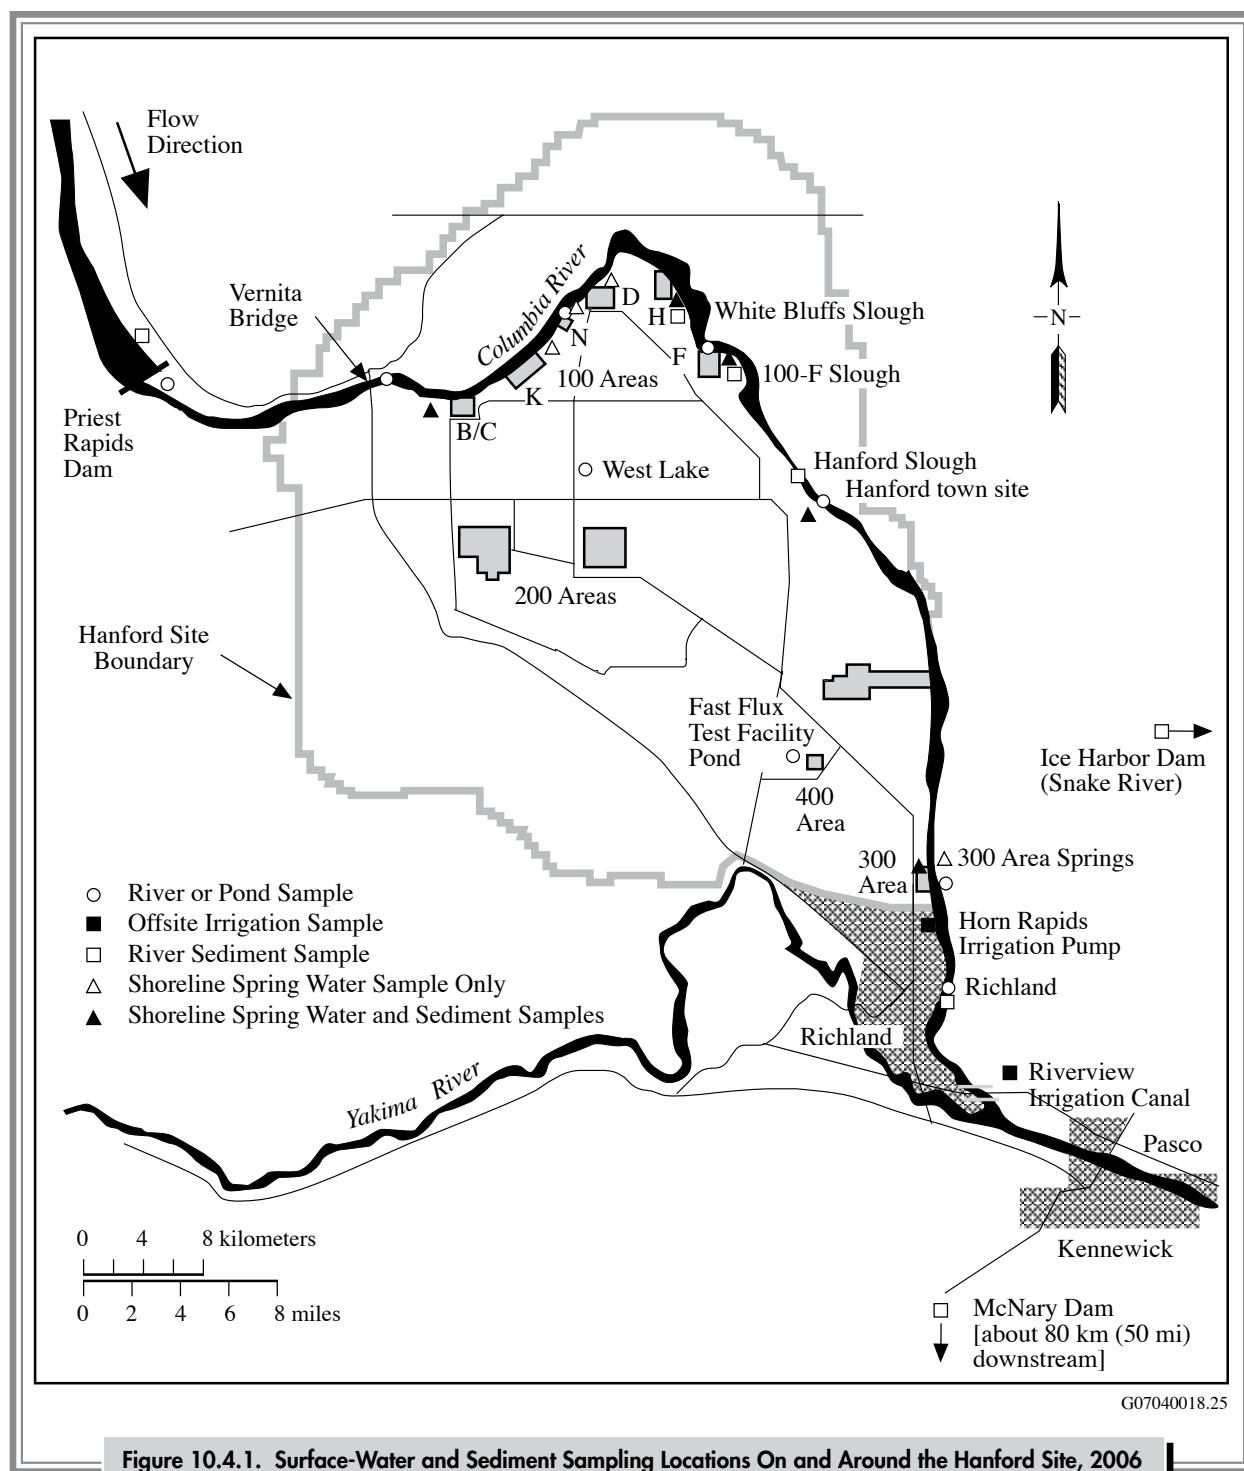 Flow
Direction
Vernita
Bridge
Columbia River
D
H
N
White Bluffs Slough
F
100-F Slough
100 Areas
K
B/C
Priest
Rapids
Dam
West Lake
Hanford Slough
Hanford town site
N
200 Areas
Hanford Site
Boundary
Fast Flux
Test Facility
Pond
400
Area
Ice Harbor Dam
(Snake River)
300
Area
300 Area Springs
Horn Rapids
Irrigation Pump
Richland
Richland
Riverview
Irrigation Canal
Pasco
Kennewick
Yakima River
River or Pond Sample
Offsite Irrigation Sample
River Sediment Sample
Shoreline Spring Water Sample Only
Shoreline Spring Water and Sediment Samples
0 4 8 kilometers
0 2 4 6 8 miles
McNary Dam
[about 80 km (50 mi)
downstream]
G07040018.25
Figure 10.4.1. Surface-Water and Sediment Sampling Locations On and Around the Hanford Site, 2006